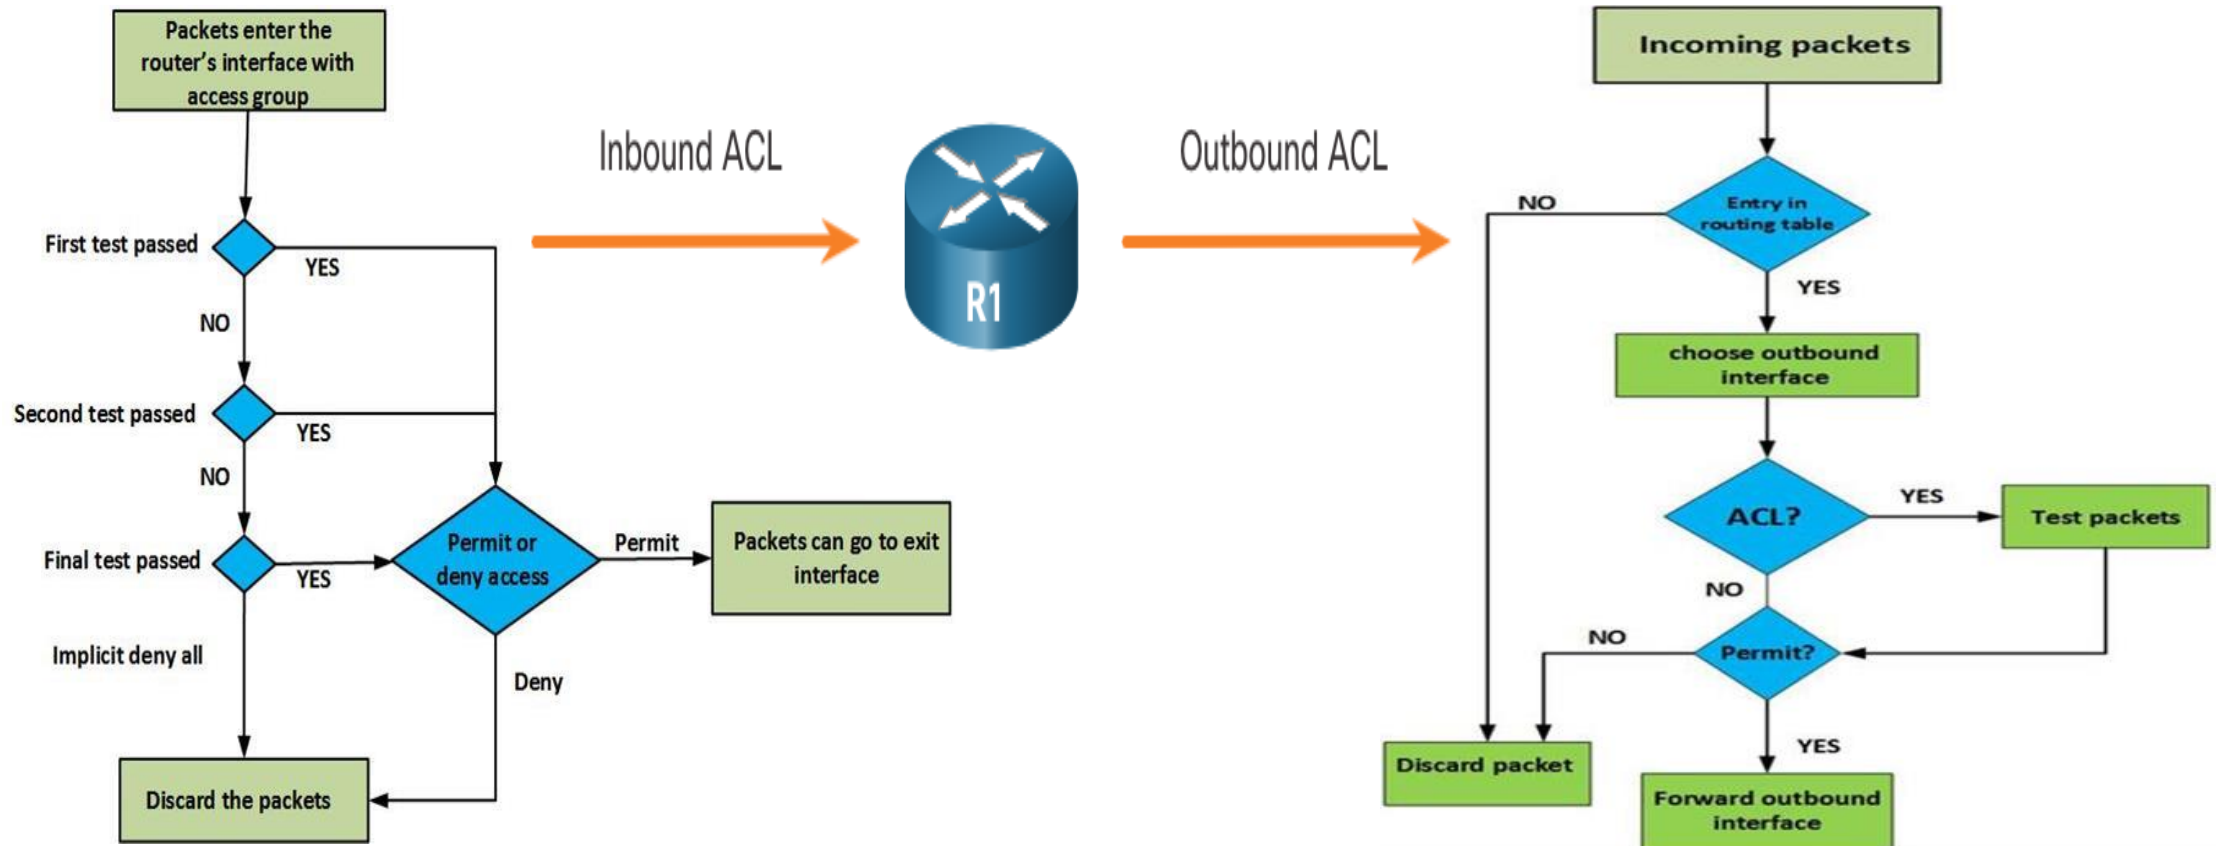 Packets enter the
router's interface with
access group
First test passed
YES
NO
Second test passed
YES
NO
Final test passed
YES
Implicit deny all
Permit or
deny access
Permit
Packets can go to exit
interface
Deny
Discard the packets
Inbound ACL
R1
Outbound ACL
Incoming packets
Entry in
routing table
NO
YES
choose outbound
interface
ACL?
YES
Test packets
NO
Permit?
NO
YES
Discard packet
Forward outbound
interface